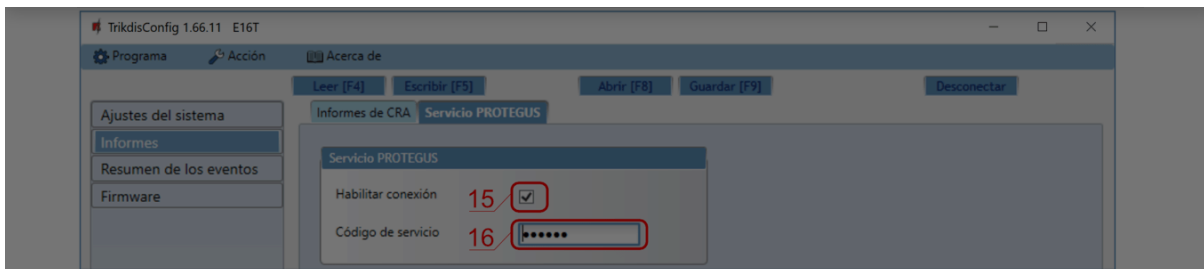 TrikdisConfig 1.66.11 E16T
Programa Acción Acerca de
Leer [F4] Escribir [F5] Abrir [F8] Guardar [F9] Desconectar
Ajustes del sistema
Informes
Resumen de los eventos
Firmware
Informes de CRA Servicio PROTEGUS
Servicio PROTEGUS
Habilitar conexión 15
Código de servicio 16 ••••••